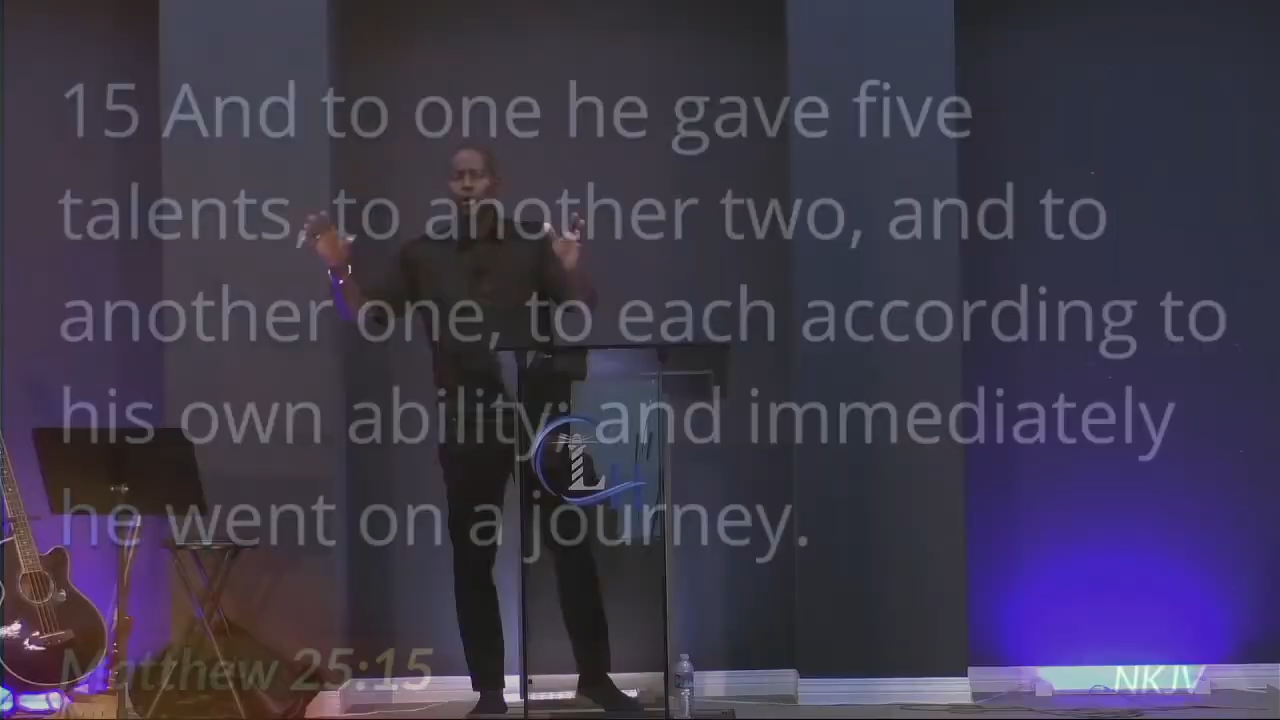 15 And to one he gave five
talents, to another two, and to
another one, to each according to
his own ability; and immediately
he went on a journey.
Matthew 25:15
NKJV